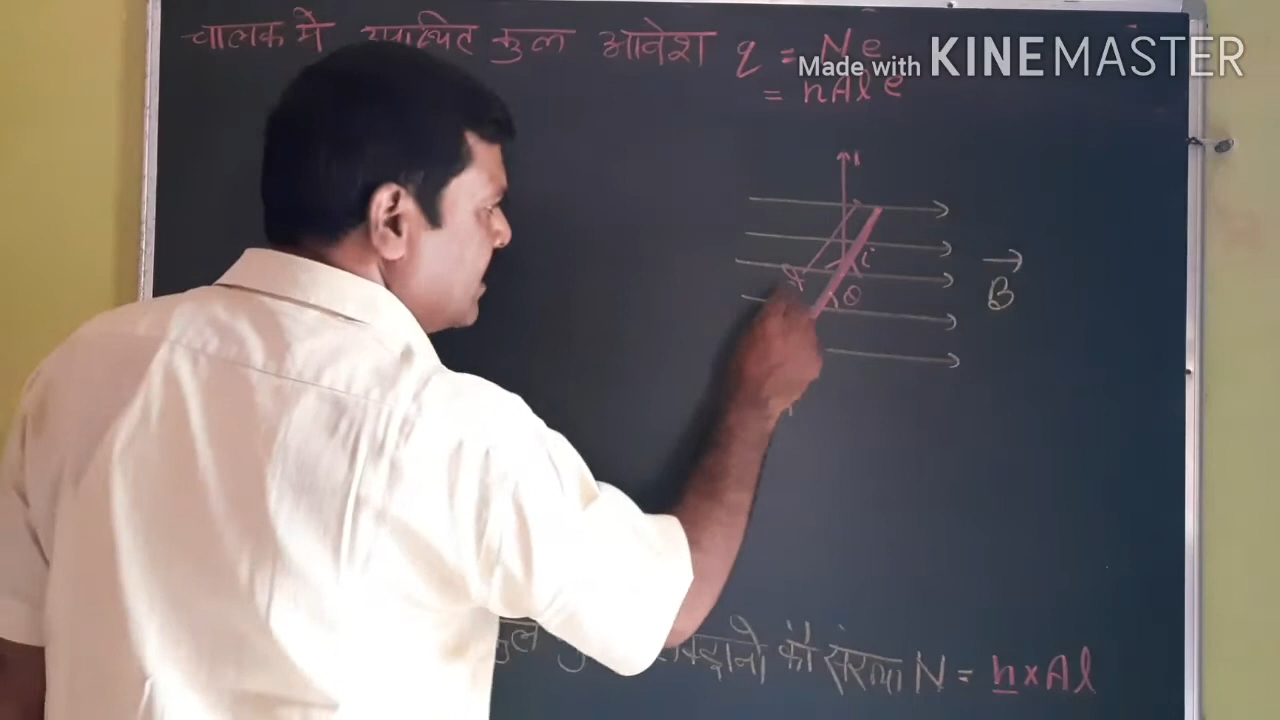 चालक में उपस्थित कुल आवेश q = Ne
= nAle
Made with KINEMASTER
i
θ
B
कुल की संख्या N = n×Al